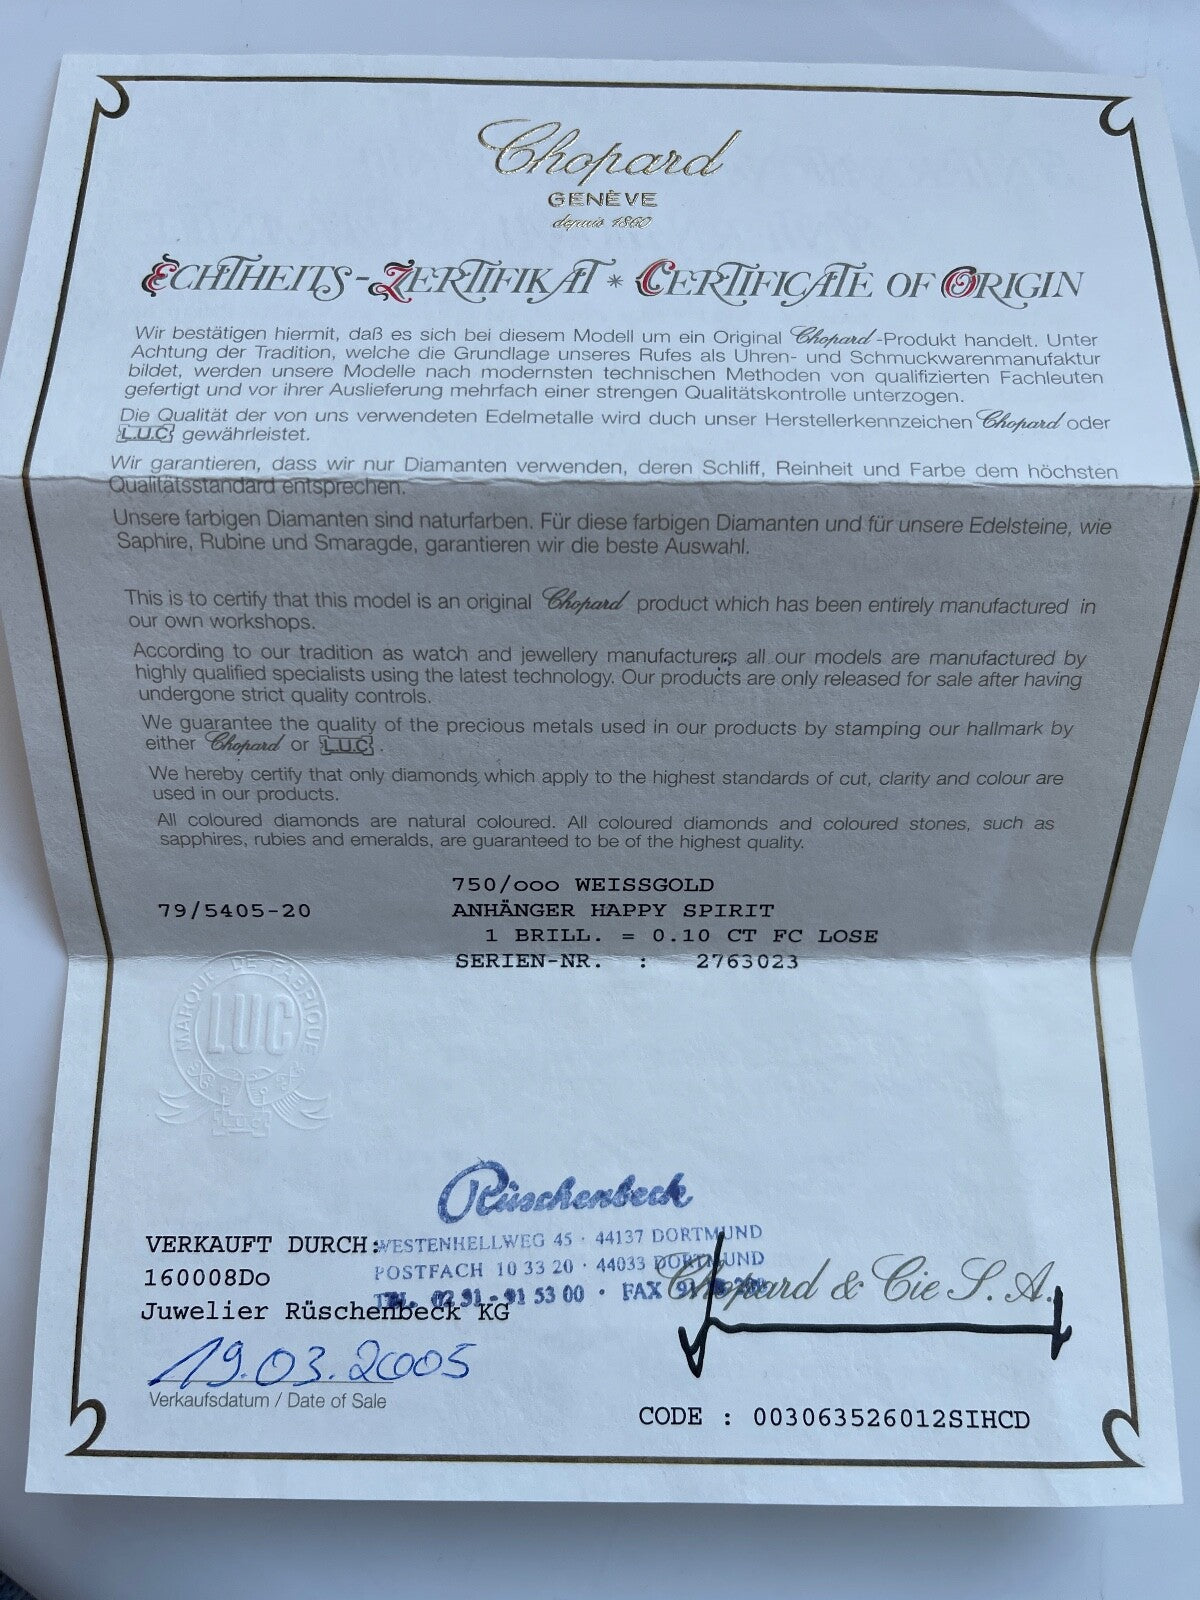 Chopard
GENÈVE
depuis 1860
ECHTHEITS-ZERTIFIKAT * CERTIFICATE OF ORIGIN
Wir bestätigen hiermit, daß es sich bei diesem Modell um ein Original Chopard-Produkt handelt. Unter
Achtung der Tradition, welche die Grundlage unseres Rufes als Uhren- und Schmuckwarenmanufaktur
bildet, werden unsere Modelle nach modernsten technischen Methoden von qualifizierten Fachleuten
gefertigt und vor ihrer Auslieferung mehrfach einer strengen Qualitätskontrolle unterzogen.
Die Qualität der von uns verwendeten Edelmetalle wird duch unser Herstellerkennzeichen Chopard oder
L.U.C gewährleistet.
Wir garantieren, dass wir nur Diamanten verwenden, deren Schliff, Reinheit und Farbe dem höchsten
Qualitätsstandard entsprechen.
Unsere farbigen Diamanten sind naturfarben. Für diese farbigen Diamanten und für unsere Edelsteine, wie
Saphire, Rubine und Smaragde, garantieren wir die beste Auswahl.
This is to certify that this model is an original Chopard product which has been entirely manufactured in
our own workshops.
According to our tradition as watch and jewellery manufacturers all our models are manufactured by
highly qualified specialists using the latest technology. Our products are only released for sale after having
undergone strict quality controls.
We guarantee the quality of the precious metals used in our products by stamping our hallmark by
either Chopard or L.U.C.
We hereby certify that only diamonds which apply to the highest standards of cut, clarity and colour are
used in our products.
All coloured diamonds are natural coloured. All coloured diamonds and coloured stones, such as
sapphires, rubies and emeralds, are guaranteed to be of the highest quality.
750/ooo WEISSGOLD
79/5405-20 ANHÄNGER HAPPY SPIRIT
1 BRILL. = 0.10 CT FC LOSE
SERIEN-NR. : 2763023
MARQUE DE FABRIQUE
LUC
L.U.C
Rüschenbeck
WESTENHELLWEG 45 · 44137 DORTMUND
POSTFACH 10 33 20 · 44033 DORTMUND
TEL. 02 31 - 91 53 00 · FAX 91
VERKAUFT DURCH:
160008Do
Juwelier Rüschenbeck KG
Chopard & Cie S. A.
19.03.2005
Verkaufsdatum / Date of Sale
CODE : 003063526012SIHCD